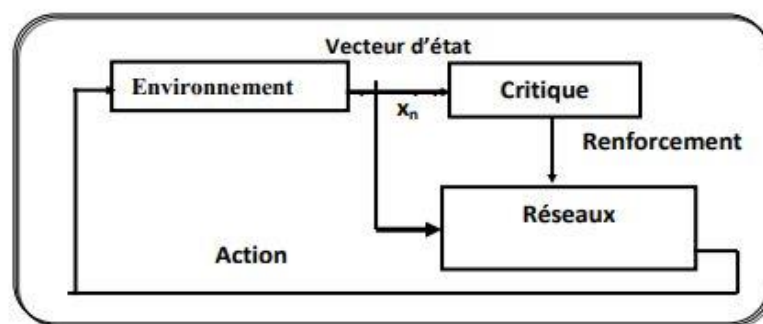 Vecteur d'état
Environnement
Critique
xn
Renforcement
Réseaux
Action